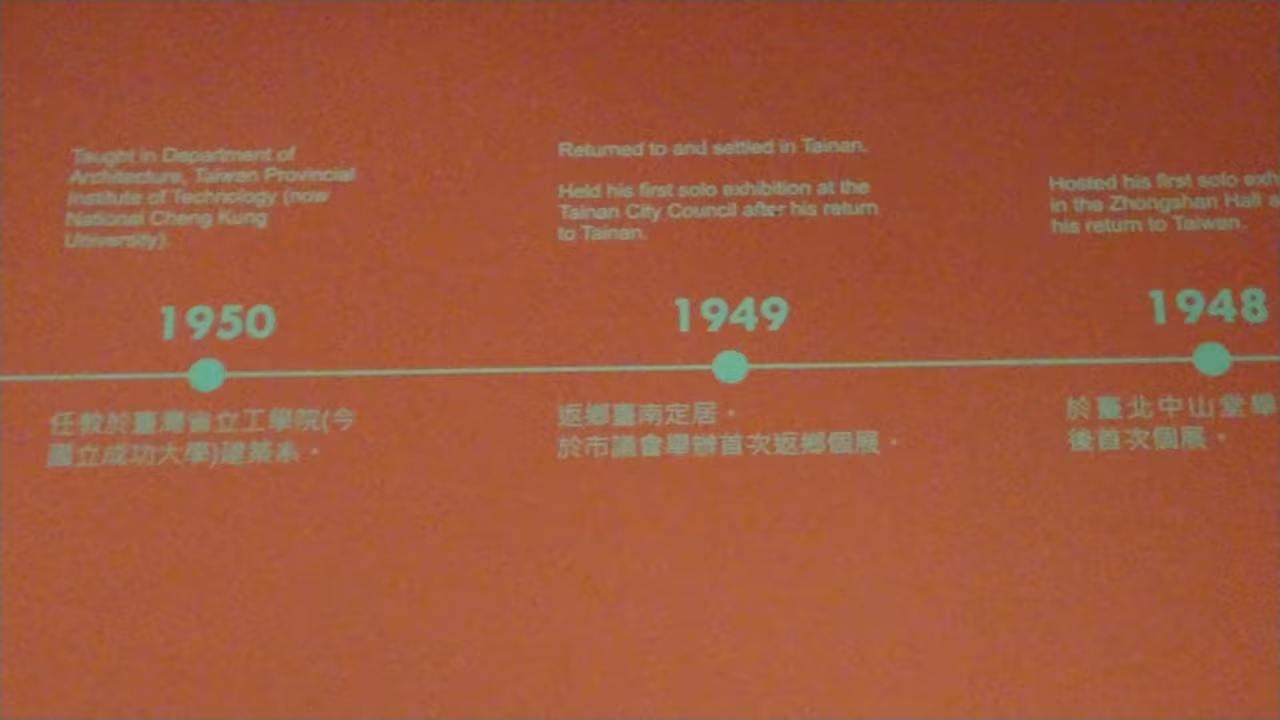 Taught in Department of
Architecture, Taiwan Provincial
Institute of Technology (now
National Cheng Kung
University).
1950
任教於臺灣省立工學院(今
國立成功大學)建築系。
Returned to and settled in Tainan.
Held his first solo exhibition at the
Tainan City Council after his return
to Tainan.
1949
返鄉臺南定居。
於市議會舉辦首次返鄉個展。
Hosted his first solo exh
in the Zhongshan Hall a
his return to Taiwan.
1948
於臺北中山堂舉
後首次個展。